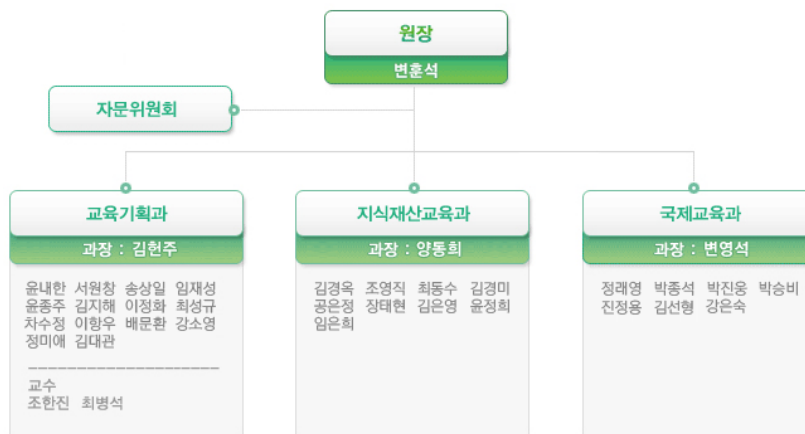 원장
변훈석
자문위원회
교육기획과
과장 : 김헌주
윤내한 서원창 송상일 임재성
윤종주 김지해 이정화 최성규
차수정 이항우 배문환 강소영
정미애 김대관
교수
조한진 최병석
지식재산교육과
과장 : 양동희
김경옥 조영직 최동수 김경미
공은정 장태현 김은영 윤정희
임은희
국제교육과
과장 : 변영석
정래영 박종석 박진웅 박승비
진정용 김선형 강은숙